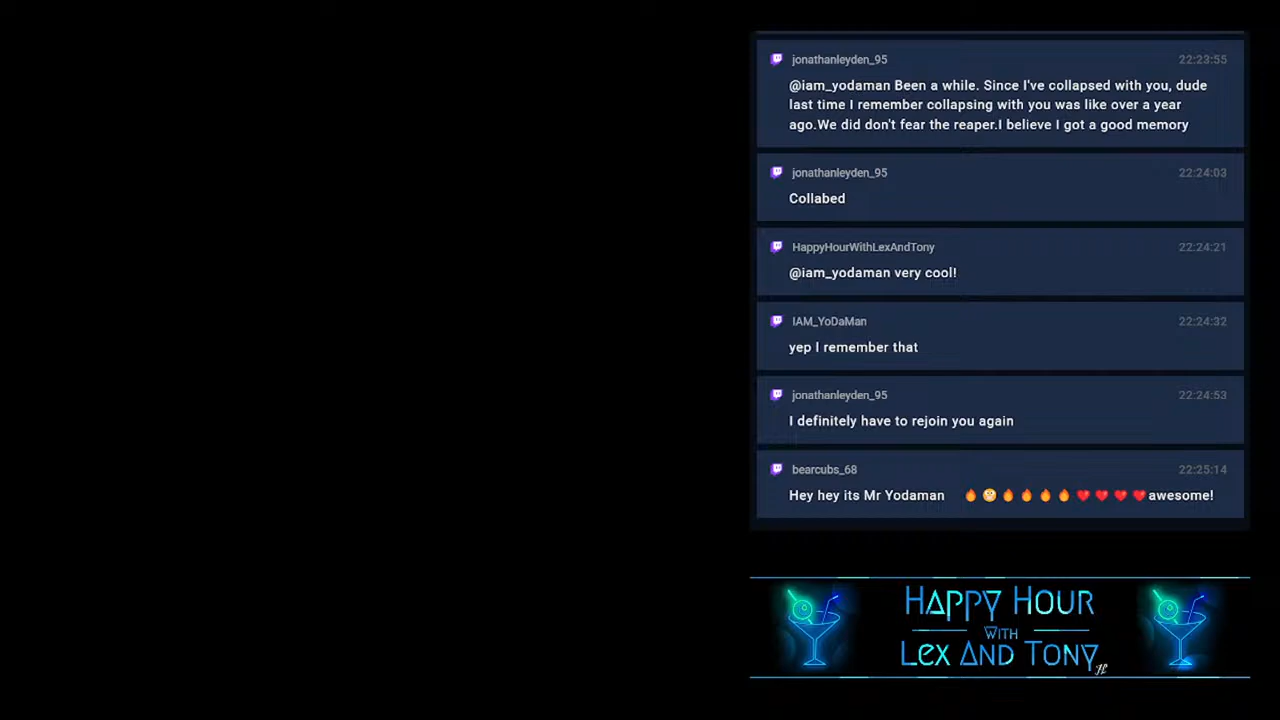 jonathanleyden_95 22:23:55
@iam_yodaman Been a while. Since I've collapsed with you, dude
last time I remember collapsing with you was like over a year
ago.We did don't fear the reaper.I believe I got a good memory
jonathanleyden_95 22:24:03
Collabed
HappyHourWithLexAndTony 22:24:21
@iam_yodaman very cool!
IAM_YoDaMan 22:24:32
yep I remember that
jonathanleyden_95 22:24:53
I definitely have to rejoin you again
bearcubs_68 22:25:14
Hey hey its Mr Yodaman 🔥😳🔥🔥🔥🔥❤️❤️❤️❤️awesome!
Happy Hour
with
Lex And Tony